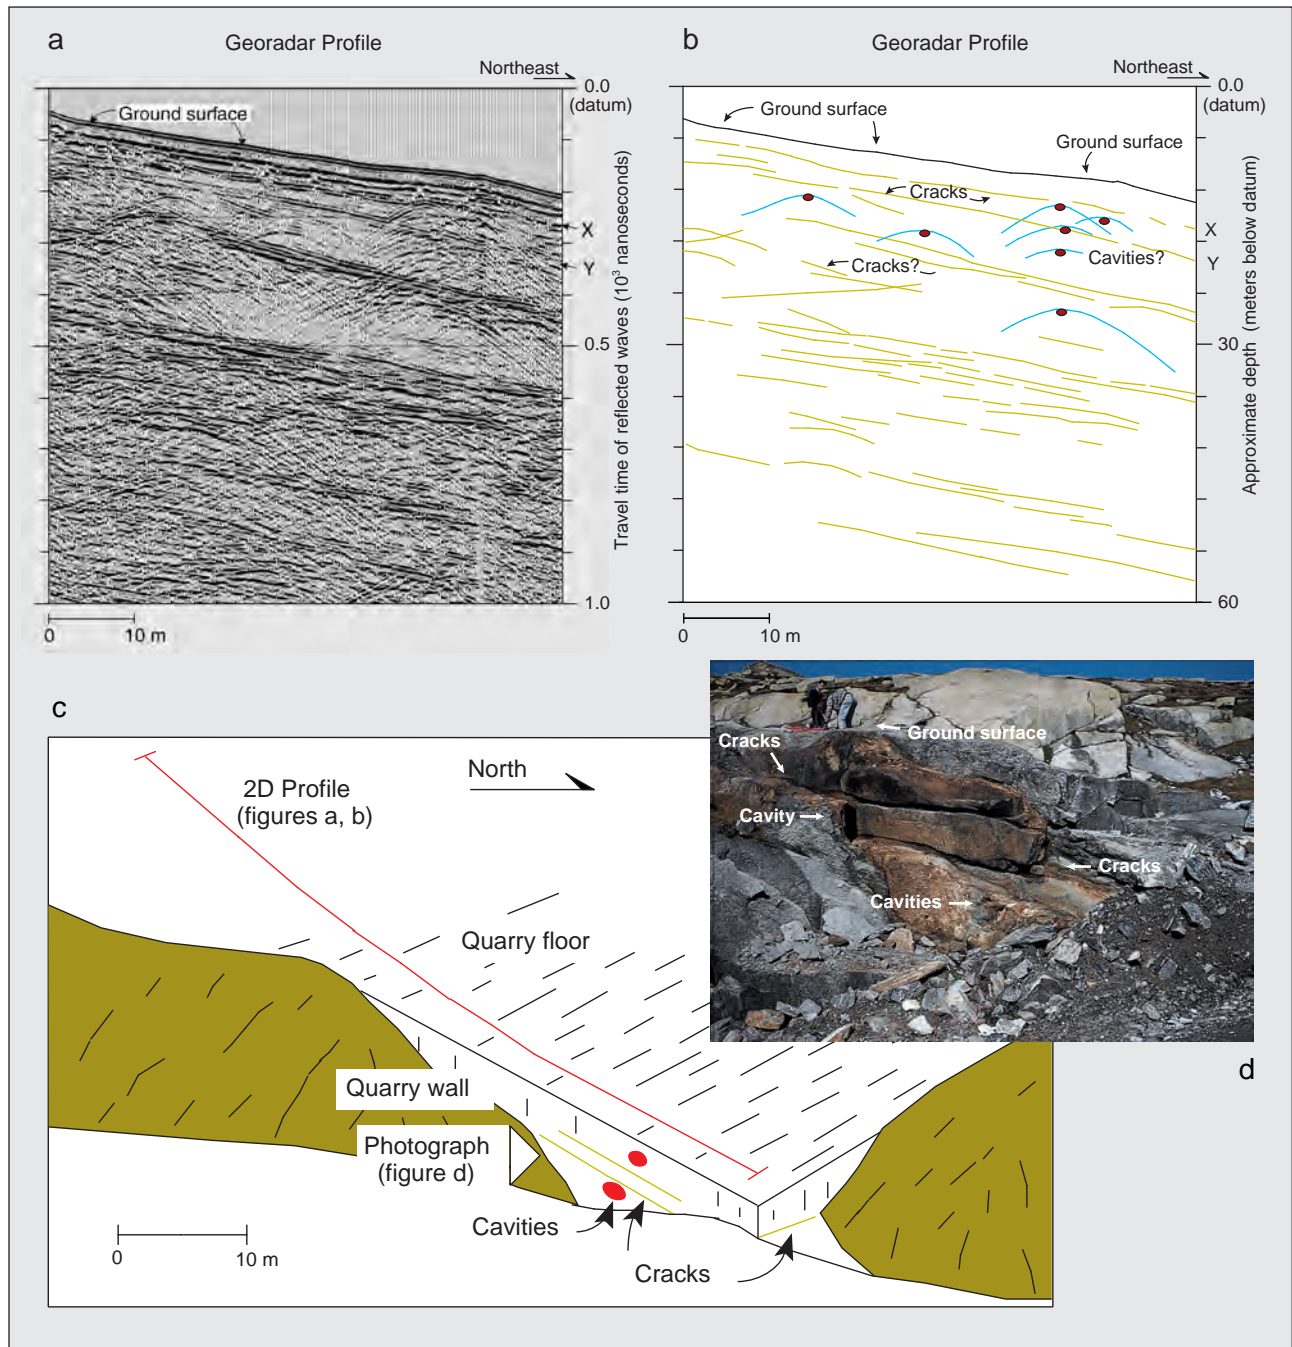 a
Georadar Profile
Northeast
0.0
(datum)
Ground surface
X
Y
0.5
1.0
Travel time of reflected waves (10³ nanoseconds)
0
10 m
b
Georadar Profile
Northeast
0.0
(datum)
Ground surface
Ground surface
Cracks
X
Cavities?
Y
Cracks?
30
60
Approximate depth (meters below datum)
0
10 m
c
2D Profile
(figures a, b)
North
Quarry floor
Quarry wall
Photograph
(figure d)
Cavities
Cracks
0
10 m
Ground surface
Cracks
Cavity
Cracks
Cavities
d